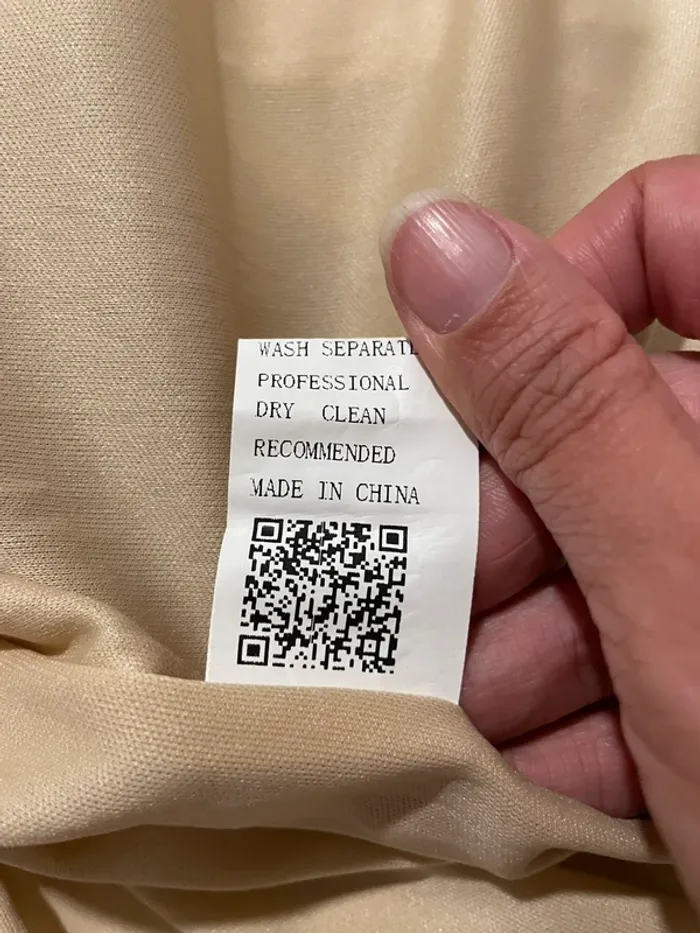 WASH SEPARATE
PROFESSIONAL
DRY CLEAN
RECOMMENDED
MADE IN CHINA